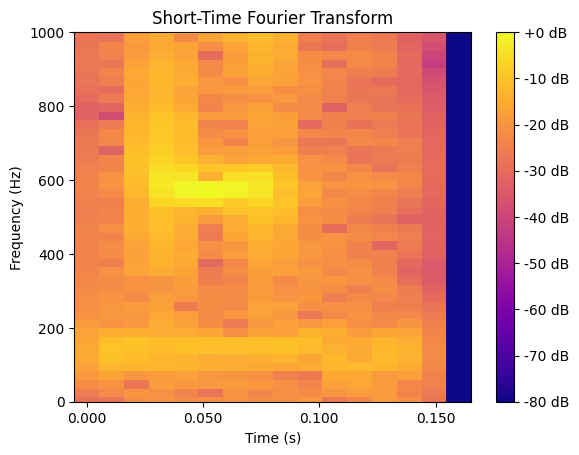 Short-Time Fourier Transform
1000
800
600
400
200
0
Frequency (Hz)
0.000
0.050
0.100
0.150
Time (s)
+0 dB
-10 dB
-20 dB
-30 dB
-40 dB
-50 dB
-60 dB
-70 dB
-80 dB